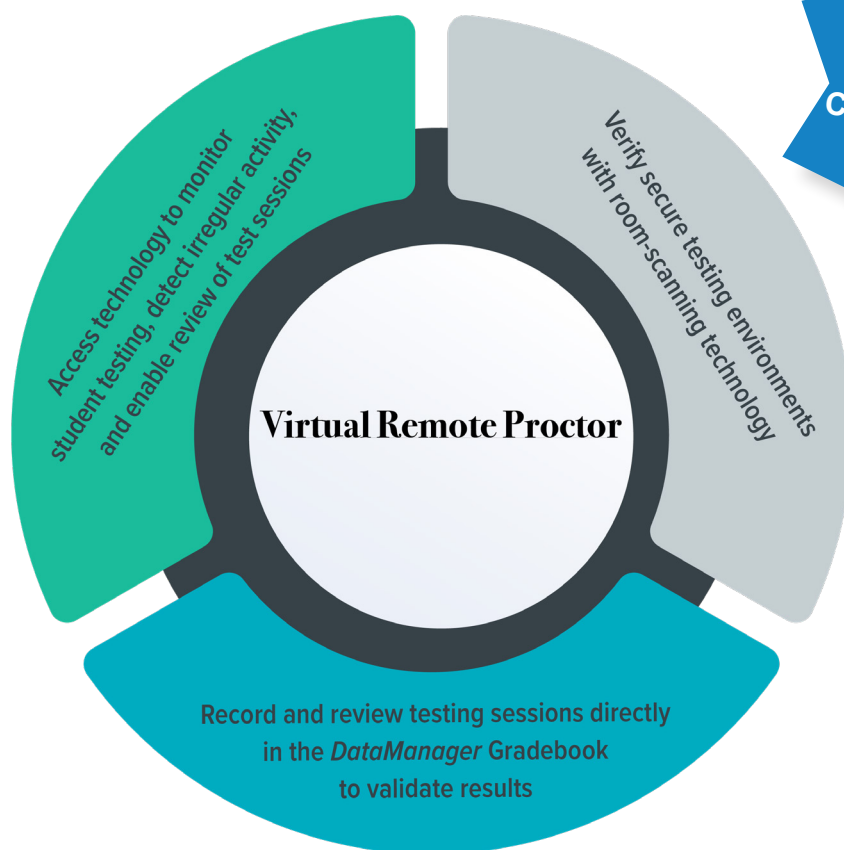 Access technology to monitor
student testing, detect irregular activity,
and enable review of test sessions
Verify secure testing environments
with room-scanning technology
Virtual Remote Proctor
Record and review testing sessions directly
in the DataManager Gradebook
to validate results